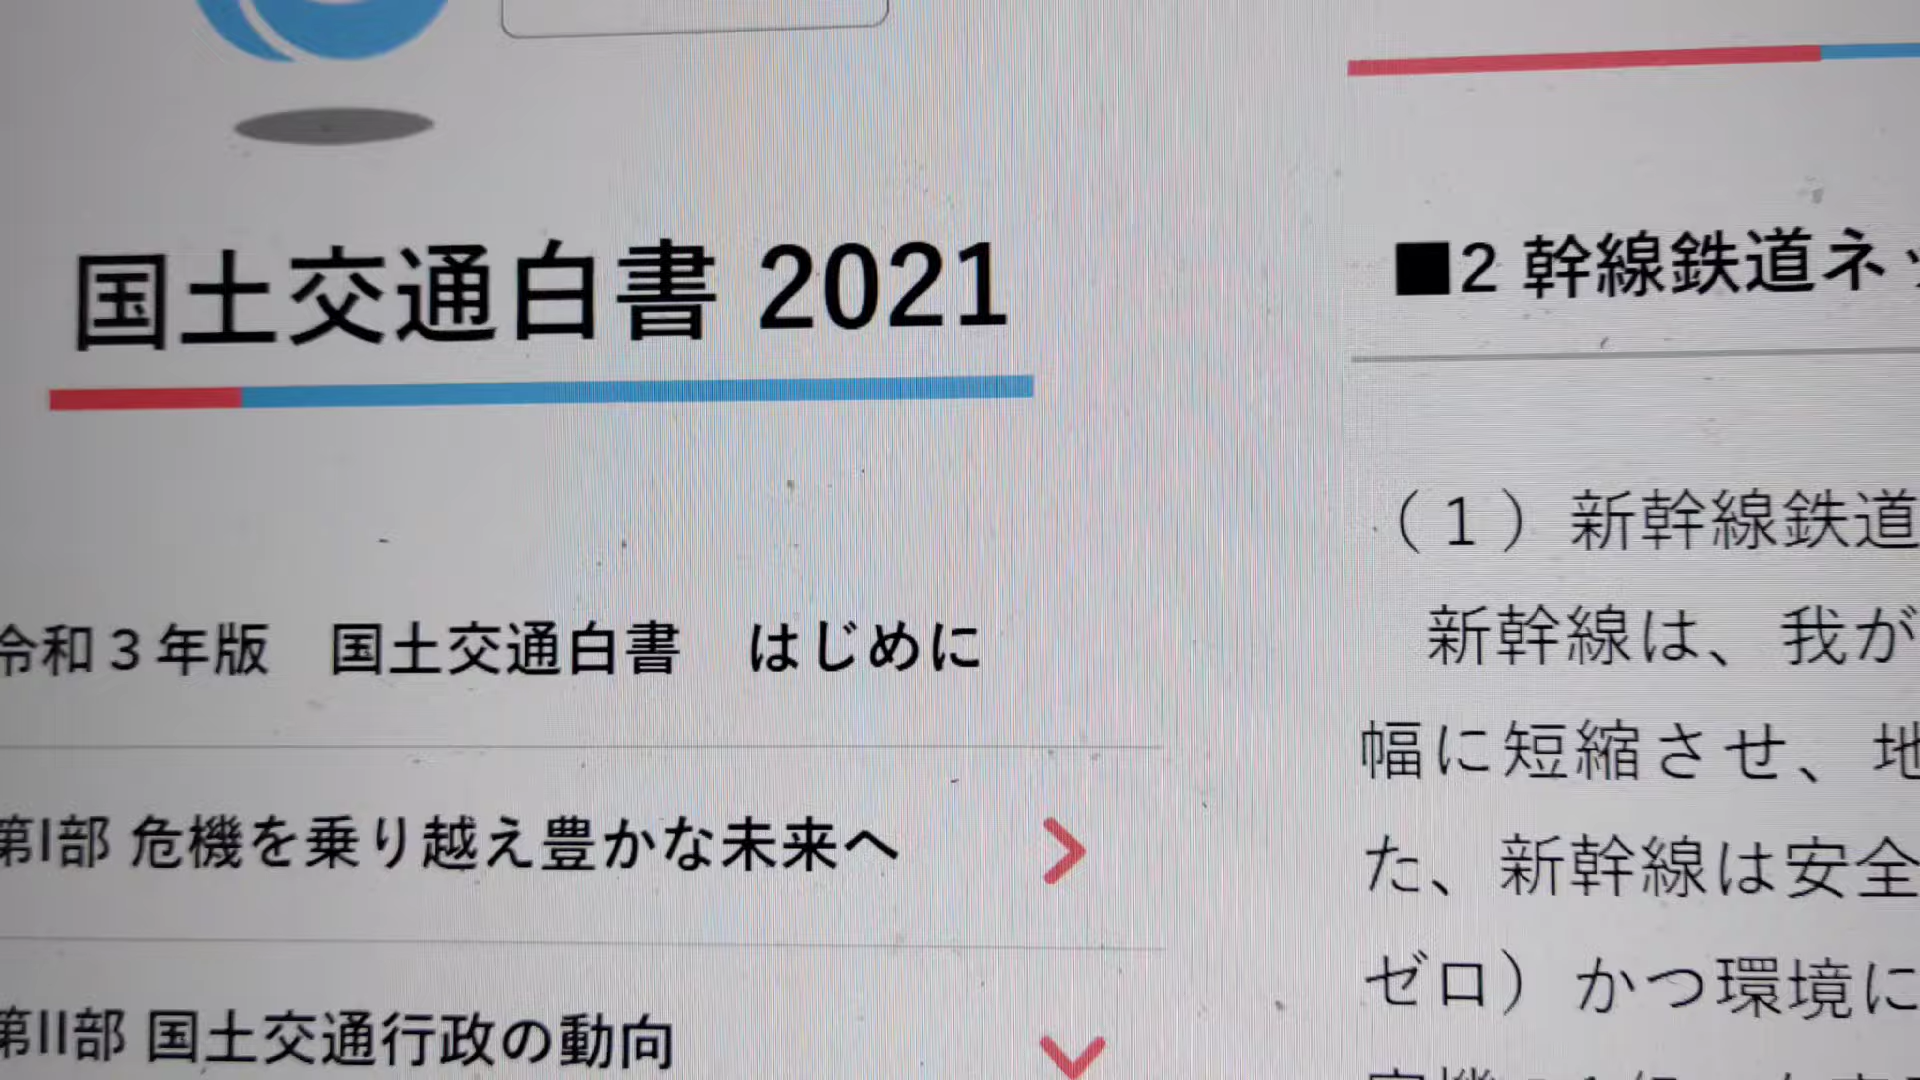 国土交通白書 2021
令和３年版　国土交通白書　はじめに
第I部 危機を乗り越え豊かな未来へ
第II部 国土交通行政の動向
■2 幹線鉄道ネッ
（１）新幹線鉄道
新幹線は、我が
幅に短縮させ、地
た、新幹線は安全
ゼロ）かつ環境に